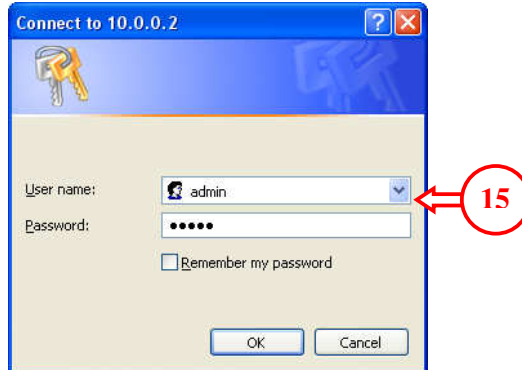 Connect to 10.0.0.2
User name:
admin
15
Password:
•••••
Remember my password
OK
Cancel